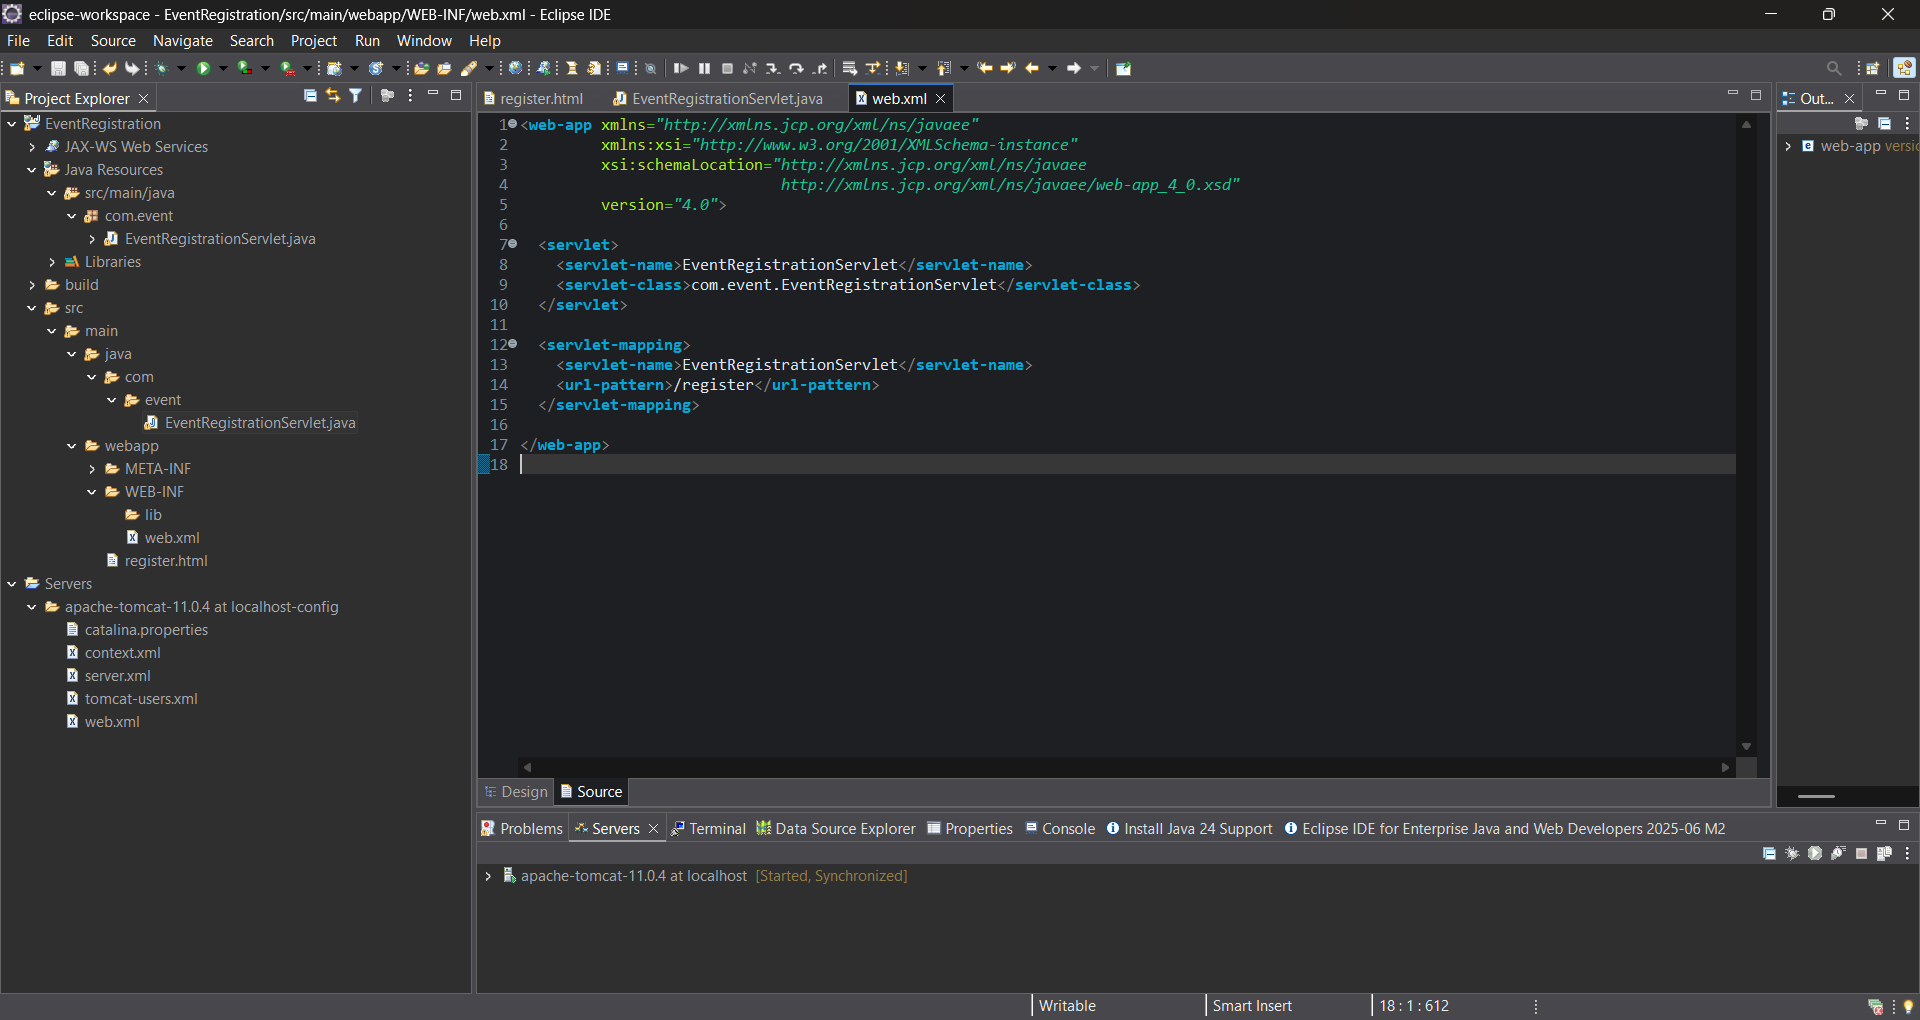 eclipse-workspace - EventRegistration/src/main/webapp/WEB-INF/web.xml - Eclipse IDE
File Edit Source Navigate Search Project Run Window Help
Project Explorer
EventRegistration
JAX-WS Web Services
Java Resources
src/main/java
com.event
EventRegistrationServlet.java
Libraries
build
src
main
java
com
event
EventRegistrationServlet.java
webapp
META-INF
WEB-INF
lib
web.xml
register.html
Servers
apache-tomcat-11.0.4 at localhost-config
catalina.properties
context.xml
server.xml
tomcat-users.xml
web.xml
register.html EventRegistrationServlet.java web.xml
1 <web-app xmlns="http://xmlns.jcp.org/xml/ns/javaee"
2 xmlns:xsi="http://www.w3.org/2001/XMLSchema-instance"
3 xsi:schemaLocation="http://xmlns.jcp.org/xml/ns/javaee
4 http://xmlns.jcp.org/xml/ns/javaee/web-app_4_0.xsd"
5 version="4.0">
6
7 <servlet>
8 <servlet-name>EventRegistrationServlet</servlet-name>
9 <servlet-class>com.event.EventRegistrationServlet</servlet-class>
10 </servlet>
11
12 <servlet-mapping>
13 <servlet-name>EventRegistrationServlet</servlet-name>
14 <url-pattern>/register</url-pattern>
15 </servlet-mapping>
16
17 </web-app>
18
Design Source
Out...
web-app versic
Problems Servers Terminal Data Source Explorer Properties Console Install Java 24 Support Eclipse IDE for Enterprise Java and Web Developers 2025-06 M2
apache-tomcat-11.0.4 at localhost [Started, Synchronized]
Writable Smart Insert 18 : 1 : 612